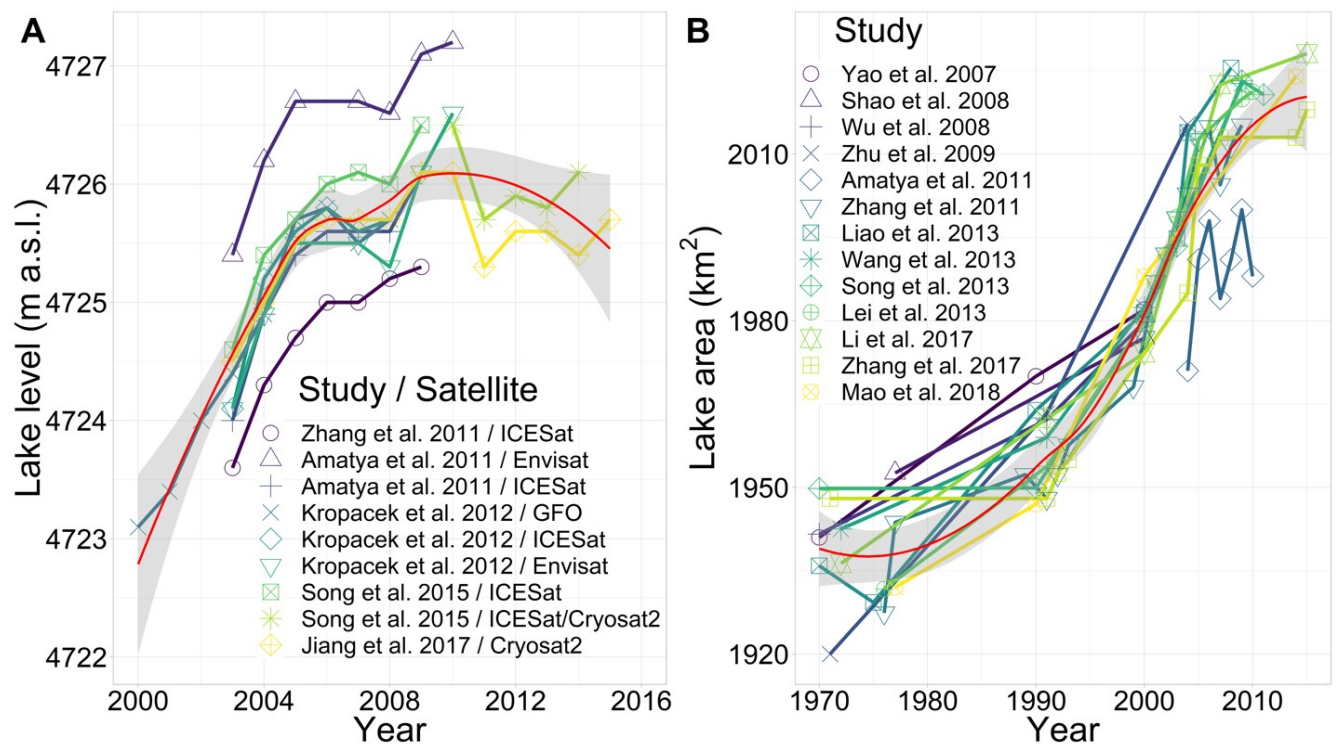 A
Lake level (m a.s.l.)
4727
4726
4725
4724
4723
4722
Study / Satellite
Zhang et al. 2011 / ICESat
Amatya et al. 2011 / Envisat
Amatya et al. 2011 / ICESat
Kropacek et al. 2012 / GFO
Kropacek et al. 2012 / ICESat
Kropacek et al. 2012 / Envisat
Song et al. 2015 / ICESat
Song et al. 2015 / ICESat/Cryosat2
Jiang et al. 2017 / Cryosat2
2000 2004 2008 2012 2016
Year
B
Lake area (km²)
2010
1980
1950
1920
Study
Yao et al. 2007
Shao et al. 2008
Wu et al. 2008
Zhu et al. 2009
Amatya et al. 2011
Zhang et al. 2011
Liao et al. 2013
Wang et al. 2013
Song et al. 2013
Lei et al. 2013
Li et al. 2017
Zhang et al. 2017
Mao et al. 2018
1970 1980 1990 2000 2010
Year